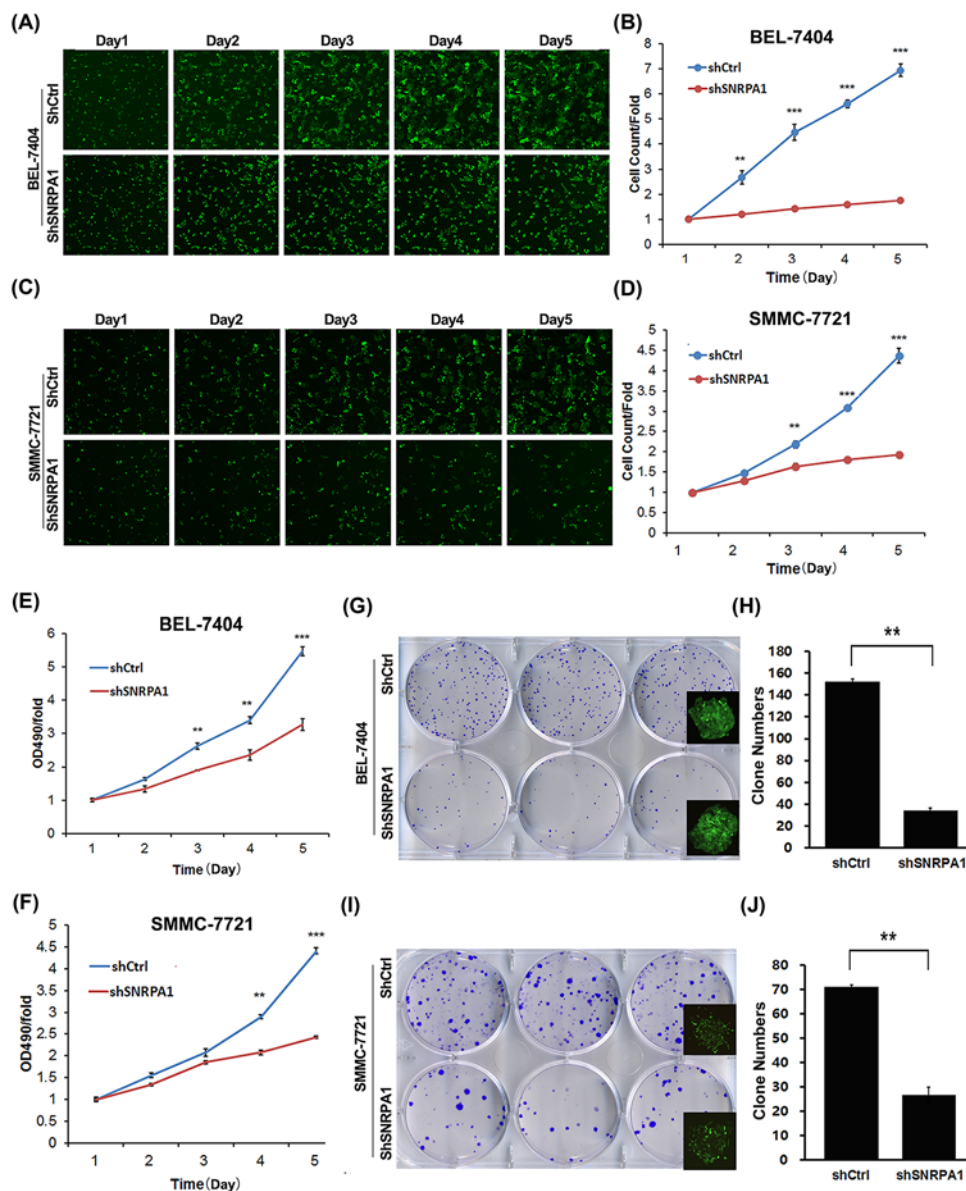 (A)
Day1 Day2 Day3 Day4 Day5
BEL-7404
ShCtrl
ShSNRPA1
(B)
BEL-7404
shCtrl
shSNRPA1
Cell Count/Fold
8
7
6
5
4
3
2
1
0
**
***
***
***
1 2 3 4 5
Time(Day)
(C)
Day1 Day2 Day3 Day4 Day5
SMMC-7721
ShCtrl
ShSNRPA1
(D)
SMMC-7721
shCtrl
shSNRPA1
Cell Count/Fold
5
4.5
4
3.5
3
2.5
2
1.5
1
0.5
0
**
***
***
1 2 3 4 5
Time(Day)
(E)
BEL-7404
shCtrl
shSNRPA1
OD490/fold
6
5
4
3
2
1
0
**
**
***
1 2 3 4 5
Time(Day)
(F)
SMMC-7721
shCtrl
shSNRPA1
OD490/fold
5
4.5
4
3.5
3
2.5
2
1.5
1
0.5
0
**
***
1 2 3 4 5
Time(Day)
(G)
BEL-7404
ShCtrl
ShSNRPA1
(H)
**
Clone Numbers
180
160
140
120
100
80
60
40
20
0
shCtrl shSNRPA1
(I)
SMMC-7721
ShCtrl
ShSNRPA1
(J)
**
Clone Numbers
80
70
60
50
40
30
20
10
0
shCtrl shSNRPA1